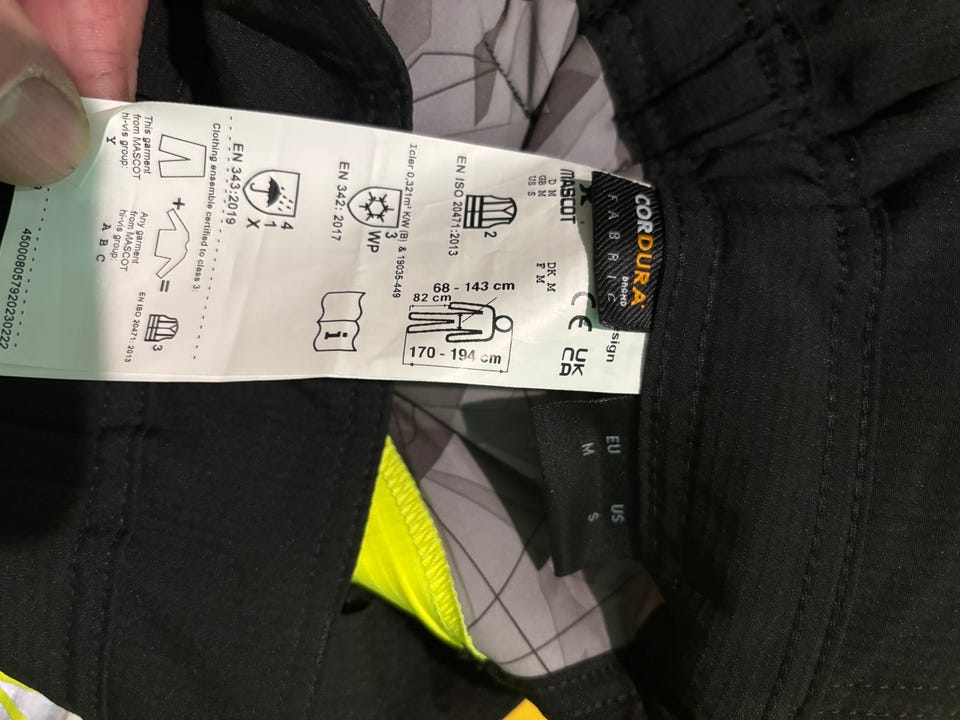 CORDURA
BRAND
FABRIC
MASCOT
sign
D M
GB M
US S
DK M
F M
CE
UK
CA
EN ISO 20471:2013
2
68 - 143 cm
82 cm
170 - 194 cm
Icler 0,321m² K/W (B) & 19035-449
3
WP
EN 342: 2017
i
4
1
X
EN 343:2019
Clothing ensemble certified to class 3:
+
=
3
EN ISO 20471: 2013
This garment
from MASCOT
hi-vis group:
Y
Any garment
from MASCOT
hi-vis group:
A B C
450008057920230222
EU US
M S